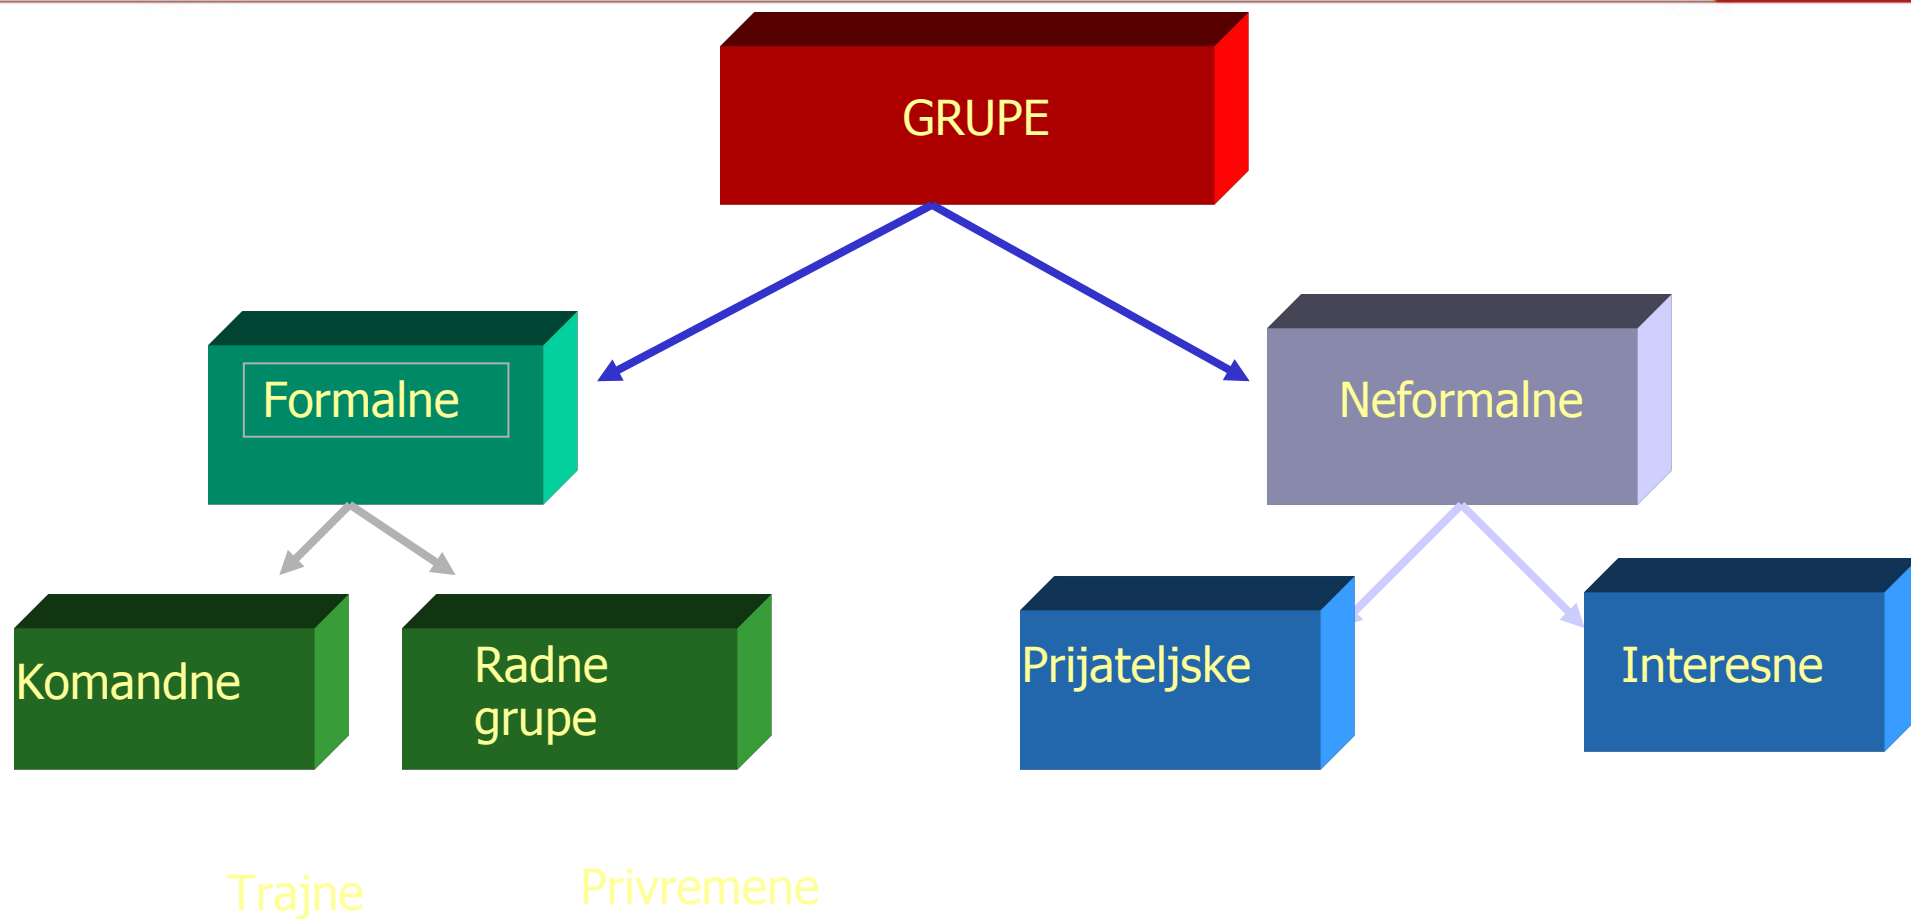 GRUPE
Formalne
Neformalne
Komandne
Radne
grupe
Prijateljske
Interesne
Trajne
Privremene